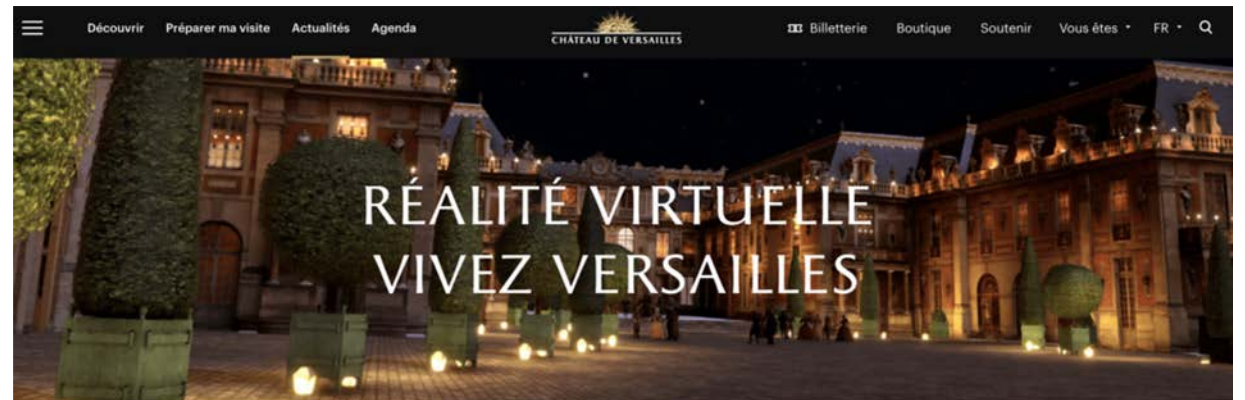 Découvrir Préparer ma visite Actualités Agenda CHÂTEAU DE VERSAILLES Billetterie Boutique Soutenir Vous êtes FR
RÉALITÉ VIRTUELLE
VIVEZ VERSAILLES